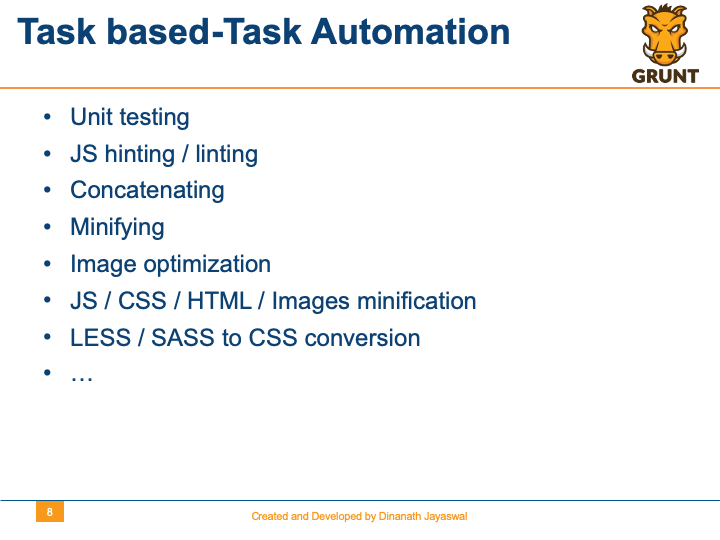 Task based-Task Automation
GRUNT
• Unit testing
• JS hinting / linting
• Concatenating
• Minifying
• Image optimization
• JS / CSS / HTML / Images minification
• LESS / SASS to CSS conversion
• …
8
Created and Developed by Dinanath Jayaswal